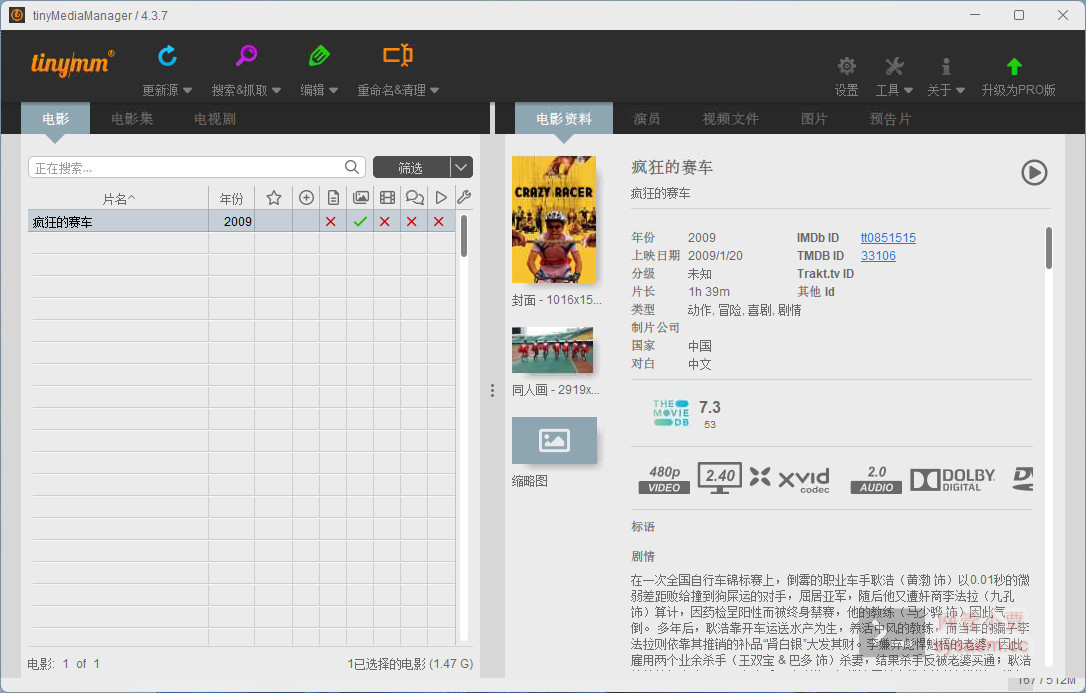 tinyMediaManager / 4.3.7
tinymm®
更新源
搜索&抓取
编辑
重命名&清理
设置
工具
关于
升级为PRO版
电影
电影集
电视剧
电影资料
演员
视频文件
图片
预告片
正在搜索...
筛选
片名^
年份
疯狂的赛车
2009
CRAZY RACER
封面 - 1016x15...
同人画 - 2919x...
缩略图
疯狂的赛车
疯狂的赛车
年份 2009 IMDb ID tt0851515
上映日期 2009/1/20 TMDB ID 33106
分级 未知 Trakt.tv ID
片长 1h 39m 其他 Id
类型 动作, 冒险, 喜剧, 剧情
制片公司
国家 中国
对白 中文
THE MOVIE DB
7.3
53
480p VIDEO
2.40
xvid codec
2.0 AUDIO
DOLBY DIGITAL
标语
剧情
在一次全国自行车锦标赛上，倒霉的职业车手耿浩（黄渤 饰）以0.01秒的微
弱差距败给撞到狗屎运的对手，屈居亚军，随后他又遭奸商李法拉（九孔
饰）算计，因药检呈阳性而被终身禁赛，他的教练（马少骅 饰）因此气
倒。 多年后，耿浩靠开车运送水产为生，养活中风的教练，而当年的骗子李
法拉则依靠其推销的补品“肾白银”大发其财，李嫌弃彪悍魁梧的老婆，因此
雇用两个业余杀手（王双宝 & 巴多 饰）杀妻，结果杀手反被老婆买通；耿浩
电影: 1 of 1
1已选择的电影 (1.47 G)
167 / 512M